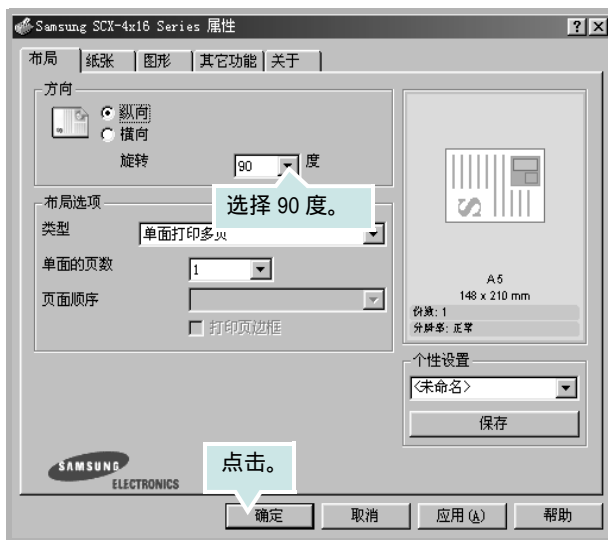 Samsung SCX-4x16 Series 属性
布局 纸张 图形 其它功能 关于
方向
纵向
横向
旋转 90 度
选择 90 度。
布局选项
类型 单面打印多页
单面的页数 1
页面顺序
打印页边框
S
A5
148 x 210 mm
份数: 1
分辨率: 正常
个性设置
<未命名>
保存
SAMSUNG
ELECTRONICS
点击。
确定 取消 应用(A) 帮助